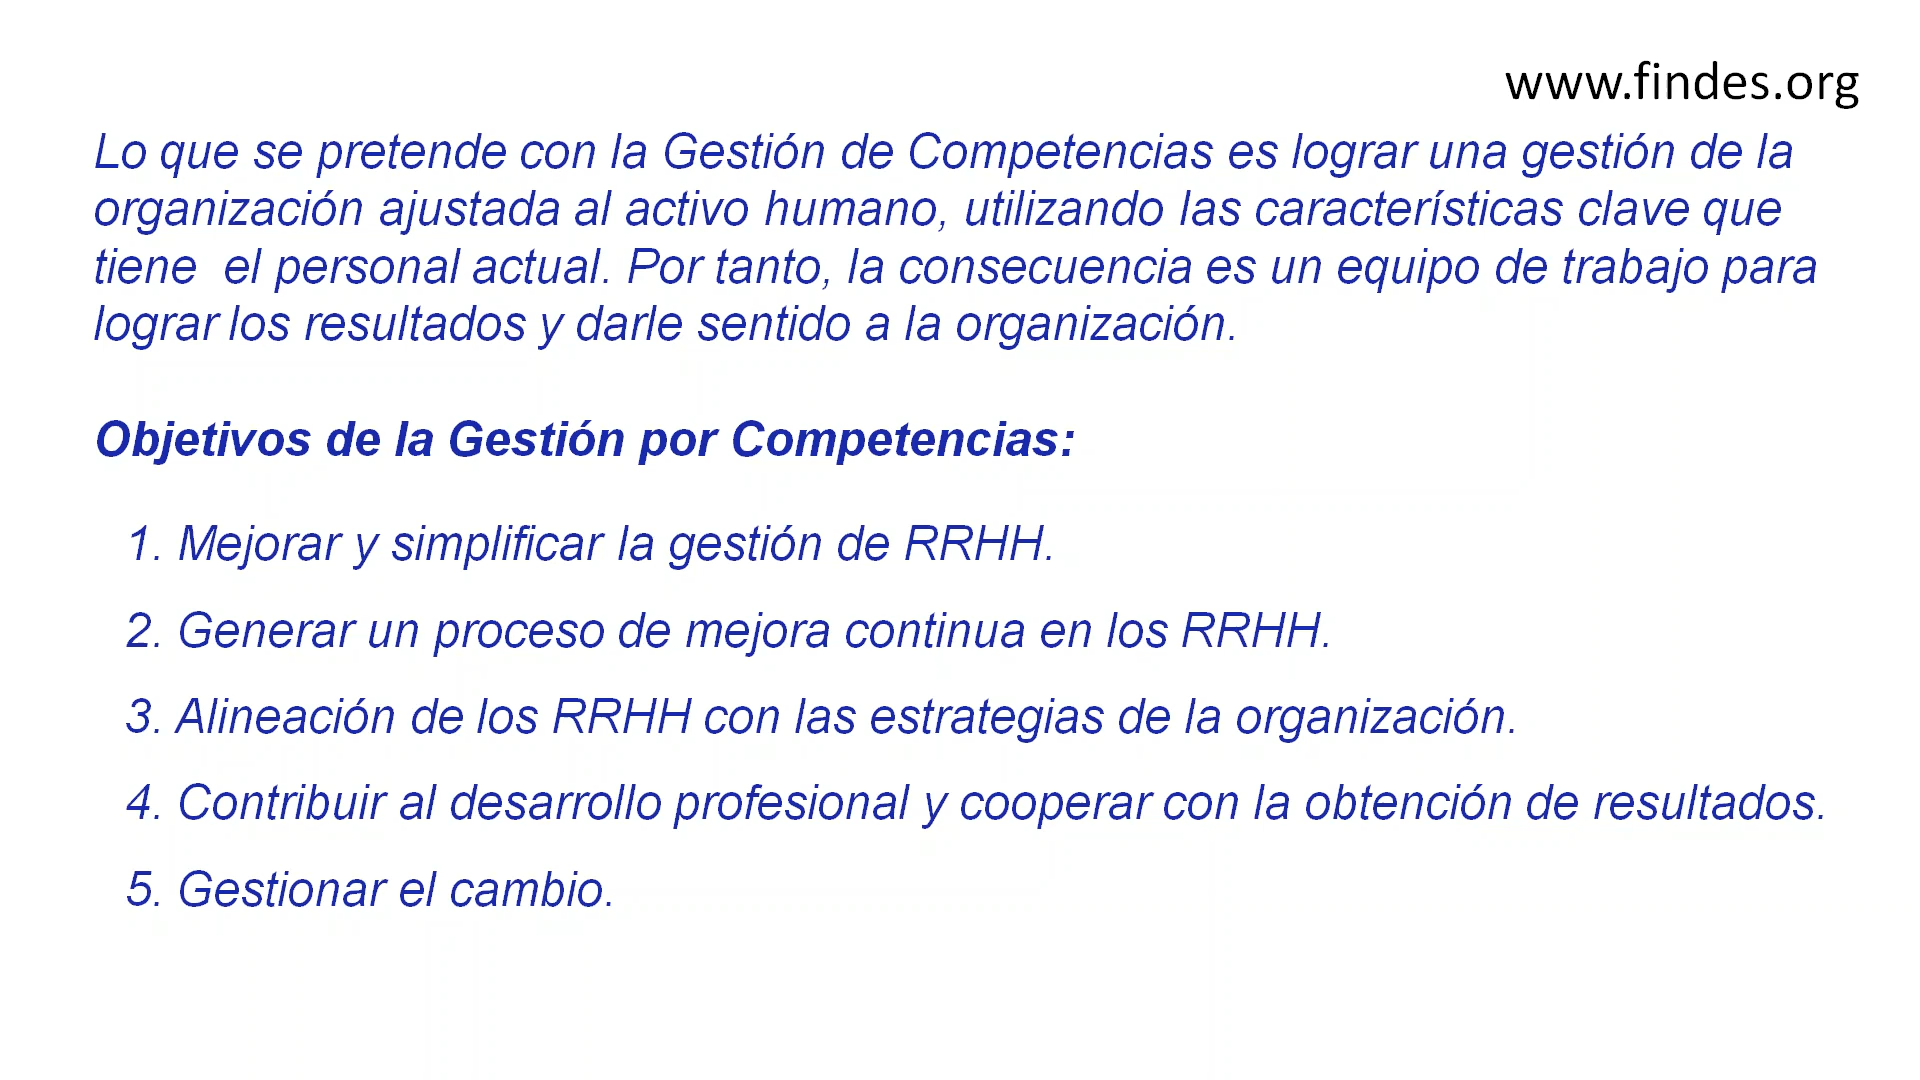 www.findes.org
Lo que se pretende con la Gestión de Competencias es lograr una gestión de la
organización ajustada al activo humano, utilizando las características clave que
tiene  el personal actual. Por tanto, la consecuencia es un equipo de trabajo para
lograr los resultados y darle sentido a la organización.
Objetivos de la Gestión por Competencias:
1. Mejorar y simplificar la gestión de RRHH.
2. Generar un proceso de mejora continua en los RRHH.
3. Alineación de los RRHH con las estrategias de la organización.
4. Contribuir al desarrollo profesional y cooperar con la obtención de resultados.
5. Gestionar el cambio.